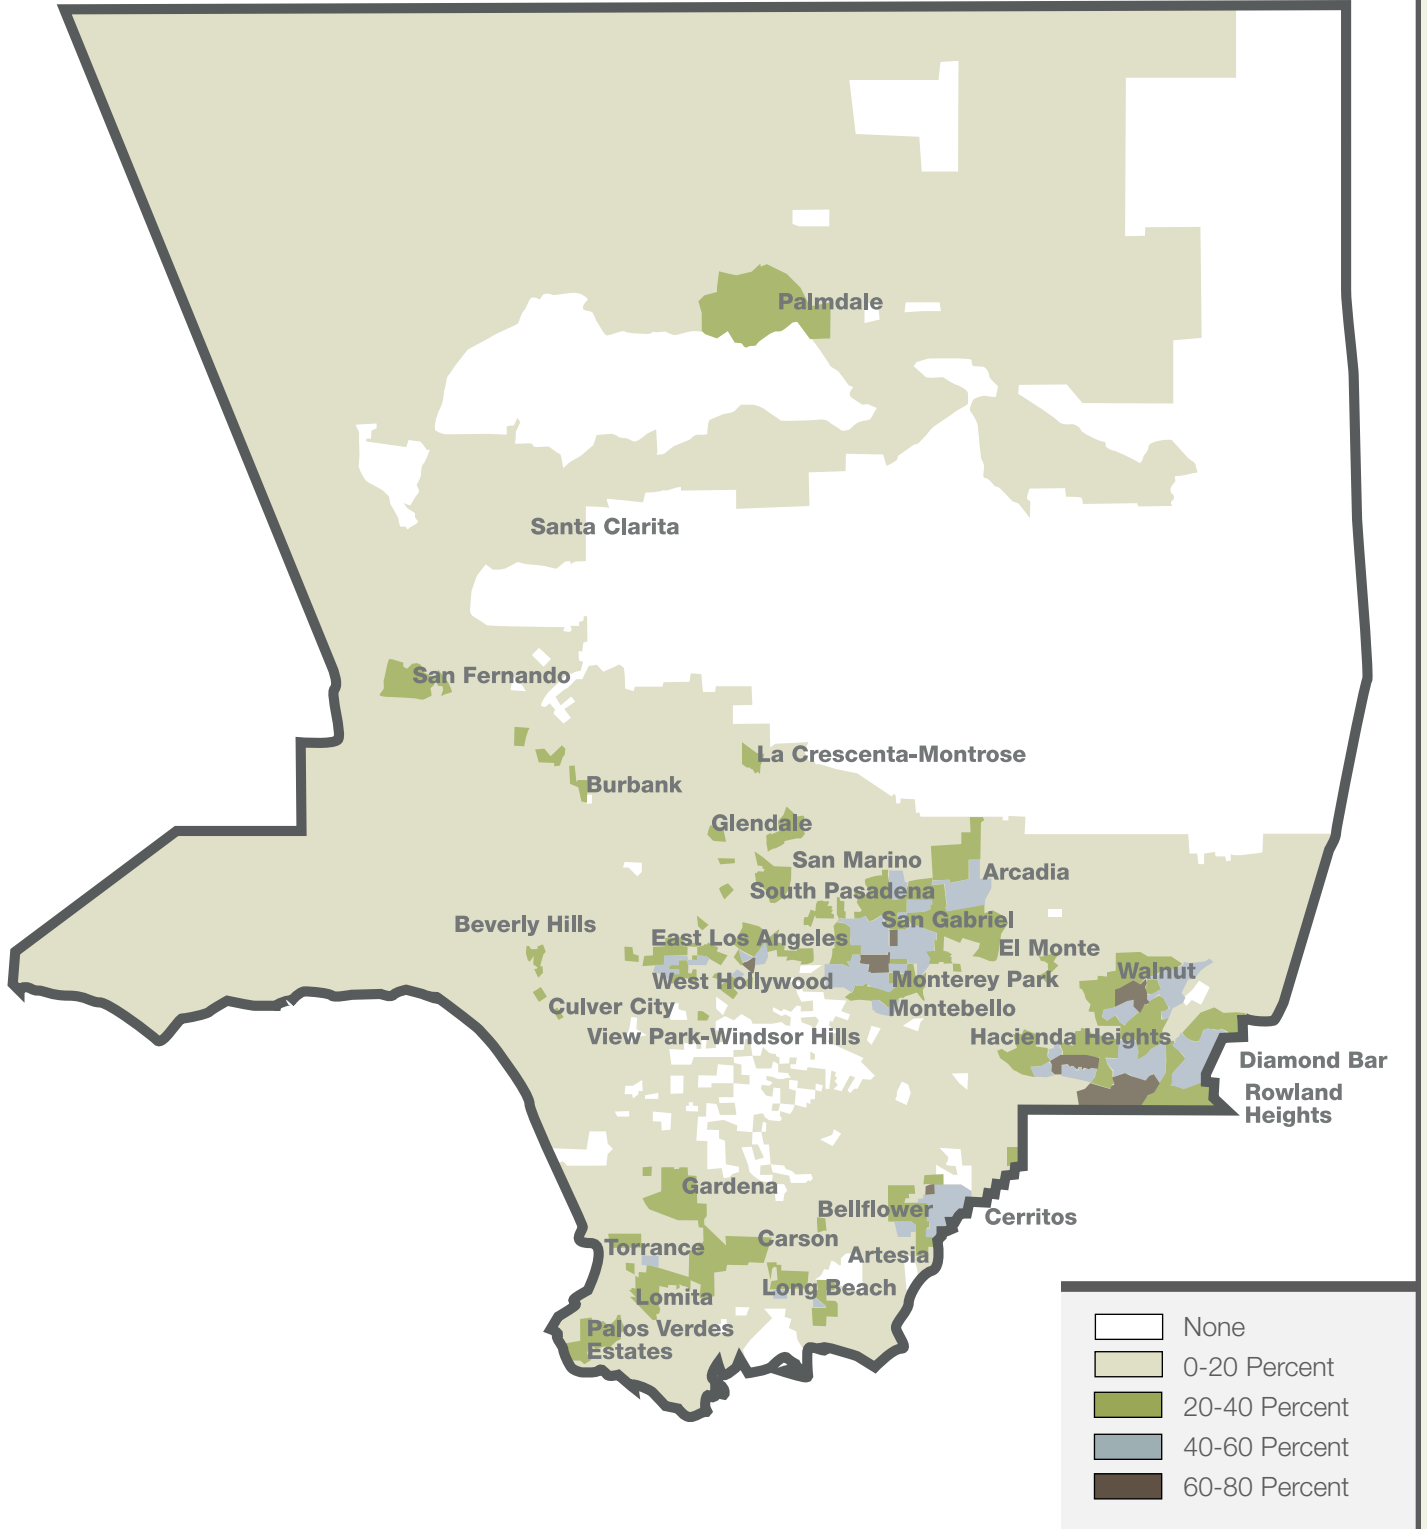 Palmdale
Santa Clarita
San Fernando
La Crescenta-Montrose
Burbank
Glendale
San Marino
Arcadia
South Pasadena
San Gabriel
Beverly Hills
East Los Angeles
El Monte
Walnut
West Hollywood
Monterey Park
Culver City
Montebello
View Park-Windsor Hills
Hacienda Heights
Diamond Bar
Rowland
Heights
Gardena
Bellflower
Cerritos
Carson
Torrance
Artesia
Long Beach
Lomita
Palos Verdes
Estates
None
0-20 Percent
20-40 Percent
40-60 Percent
60-80 Percent